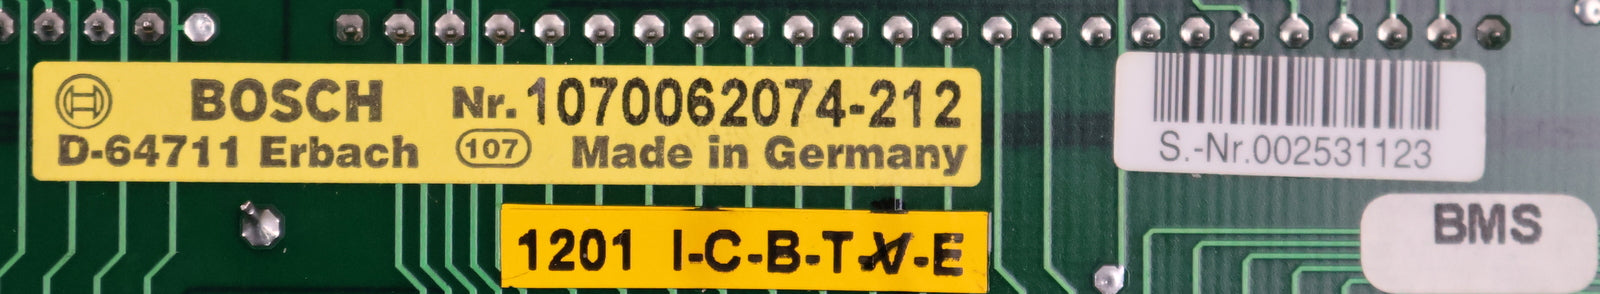 BOSCH Nr. 1070062074-212
D-64711 Erbach 107 Made in Germany
S.-Nr.002531123
BMS
1201 I-C-B-T-V-E